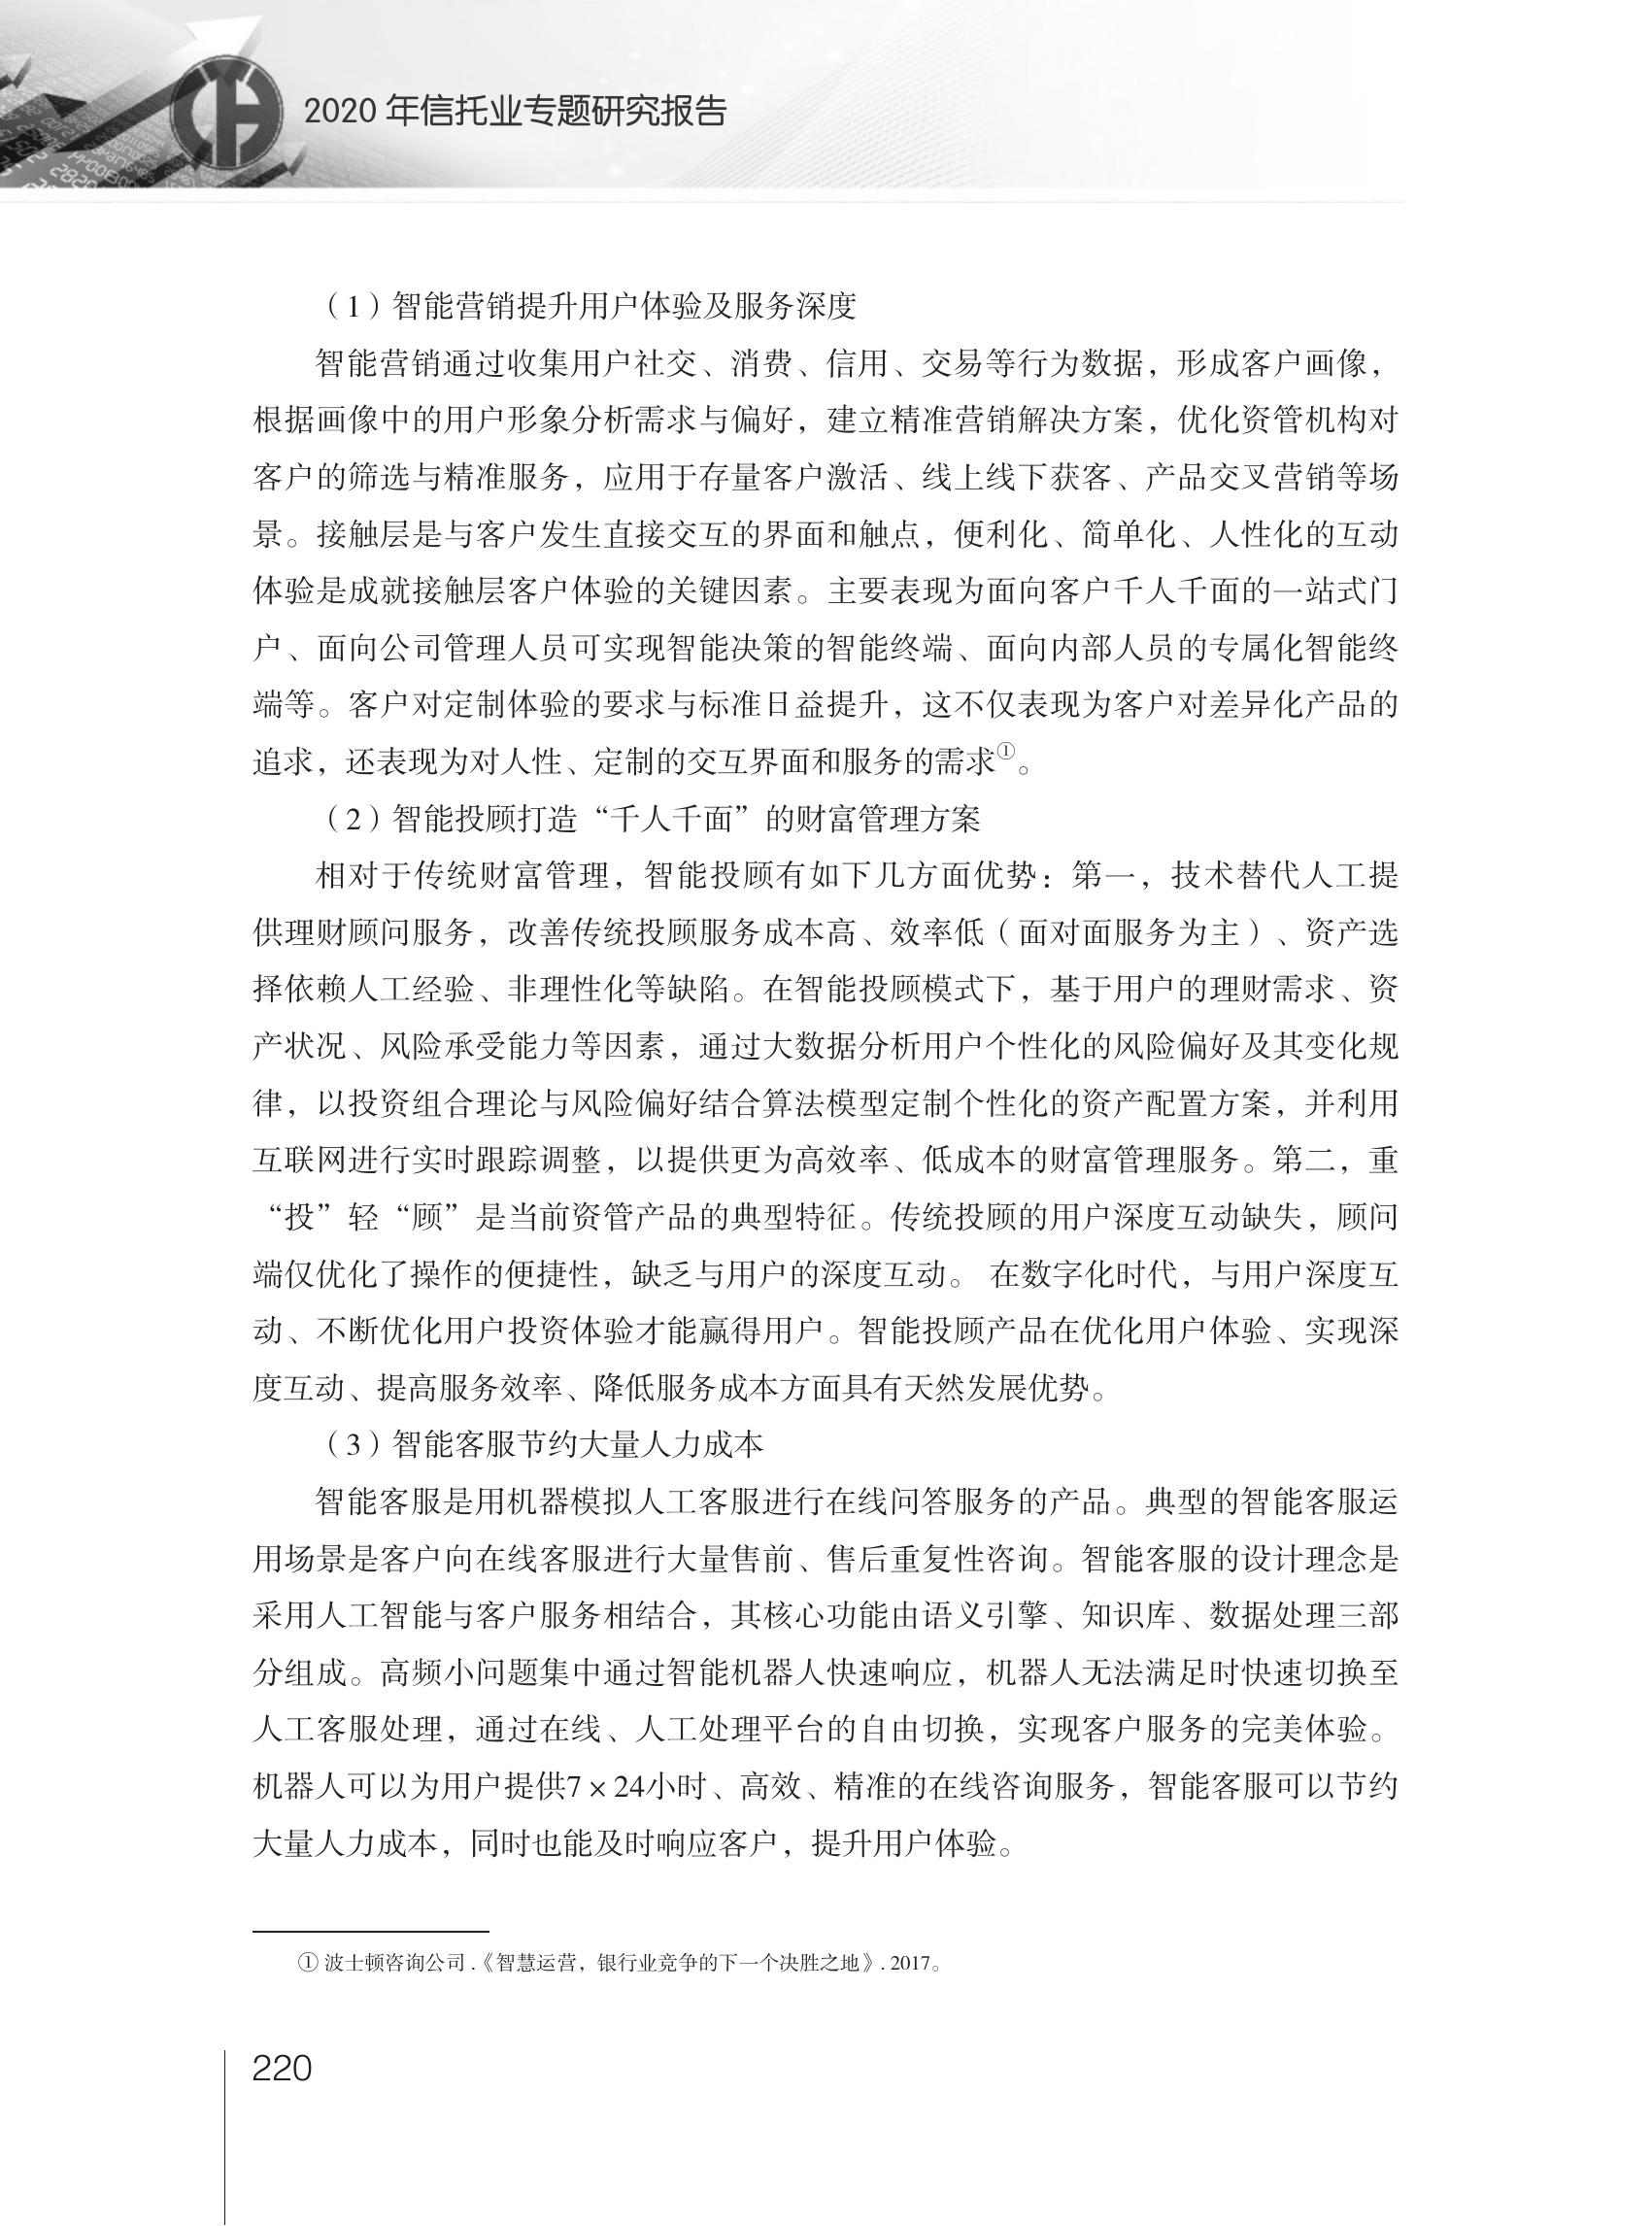 2020 年信托业专题研究报告
（1）智能营销提升用户体验及服务深度
智能营销通过收集用户社交、消费、信用、交易等行为数据，形成客户画像，
根据画像中的用户形象分析需求与偏好，建立精准营销解决方案，优化资管机构对
客户的筛选与精准服务，应用于存量客户激活、线上线下获客、产品交叉营销等场
景。接触层是与客户发生直接交互的界面和触点，便利化、简单化、人性化的互动
体验是成就接触层客户体验的关键因素。主要表现为面向客户千人千面的一站式门
户、面向公司管理人员可实现智能决策的智能终端、面向内部人员的专属化智能终
端等。客户对定制体验的要求与标准日益提升，这不仅表现为客户对差异化产品的
追求，还表现为对人性、定制的交互界面和服务的需求①。
（2）智能投顾打造“千人千面”的财富管理方案
相对于传统财富管理，智能投顾有如下几方面优势：第一，技术替代人工提
供理财顾问服务，改善传统投顾服务成本高、效率低（面对面服务为主）、资产选
择依赖人工经验、非理性化等缺陷。在智能投顾模式下，基于用户的理财需求、资
产状况、风险承受能力等因素，通过大数据分析用户个性化的风险偏好及其变化规
律，以投资组合理论与风险偏好结合算法模型定制个性化的资产配置方案，并利用
互联网进行实时跟踪调整，以提供更为高效率、低成本的财富管理服务。第二，重
“投”轻“顾”是当前资管产品的典型特征。传统投顾的用户深度互动缺失，顾问
端仅优化了操作的便捷性，缺乏与用户的深度互动。 在数字化时代，与用户深度互
动、不断优化用户投资体验才能赢得用户。智能投顾产品在优化用户体验、实现深
度互动、提高服务效率、降低服务成本方面具有天然发展优势。
（3）智能客服节约大量人力成本
智能客服是用机器模拟人工客服进行在线问答服务的产品。典型的智能客服运
用场景是客户向在线客服进行大量售前、售后重复性咨询。智能客服的设计理念是
采用人工智能与客户服务相结合，其核心功能由语义引擎、知识库、数据处理三部
分组成。高频小问题集中通过智能机器人快速响应，机器人无法满足时快速切换至
人工客服处理，通过在线、人工处理平台的自由切换，实现客户服务的完美体验。
机器人可以为用户提供7 × 24小时、高效、精准的在线咨询服务，智能客服可以节约
大量人力成本，同时也能及时响应客户，提升用户体验。
① 波士顿咨询公司 .《智慧运营，银行业竞争的下一个决胜之地》. 2017。
220